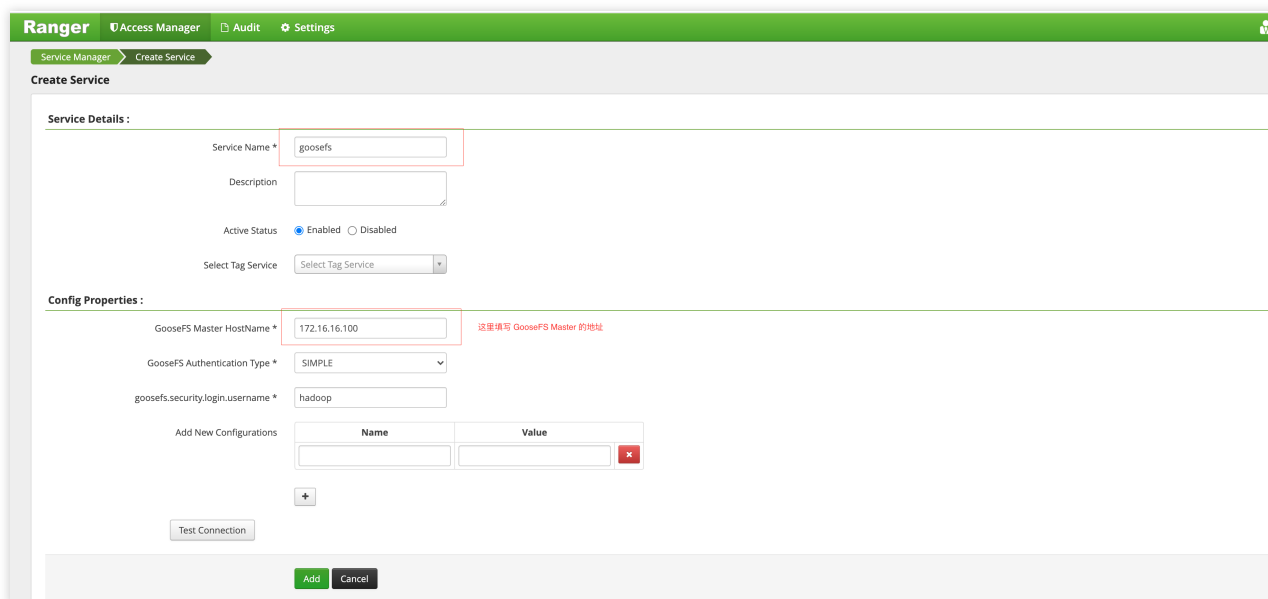 Ranger Access Manager Audit Settings
Service Manager Create Service
Create Service
Service Details :
Service Name * goosefs
Description
Active Status Enabled Disabled
Select Tag Service Select Tag Service
Config Properties :
GooseFS Master HostName * 172.16.16.100 这里填写 GooseFS Master 的地址
GooseFS Authentication Type * SIMPLE
goosefs.security.login.username * hadoop
Add New Configurations Name Value
Test Connection
Add Cancel